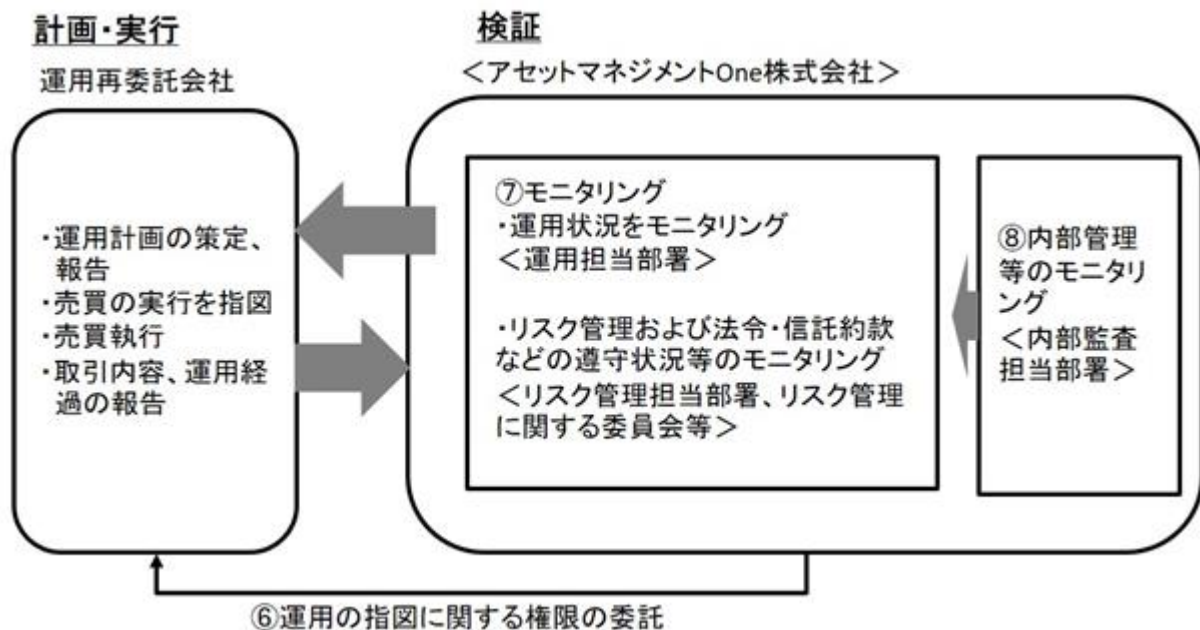 計画・実行
運用再委託会社
・運用計画の策定、
報告
・売買の実行を指図
・売買執行
・取引内容、運用経
過の報告
検証
＜アセットマネジメントOne株式会社＞
⑦モニタリング
・運用状況をモニタリング
＜運用担当部署＞
・リスク管理および法令・信託約款
などの遵守状況等のモニタリング
＜リスク管理担当部署、リスク管理
に関する委員会等＞
⑧内部管理
等のモニタリ
ング
＜内部監査
担当部署＞
⑥運用の指図に関する権限の委託